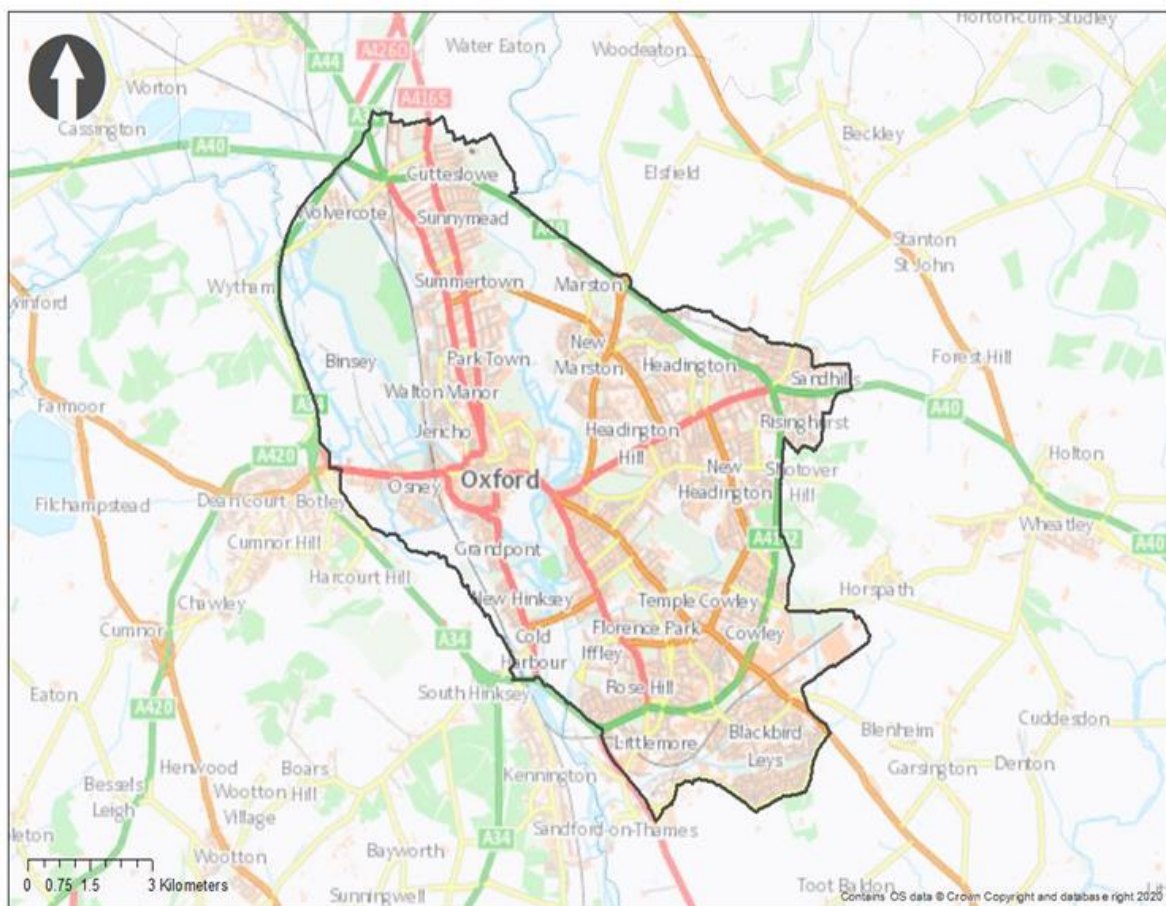 Horton-cum-Studley
A4260
Water Eaton
Woodeaton
A44
Worton
A4165
Cassington
Beckley
A40
Cutteslowe
Elsfield
Wolvercote
Sunnymead
Stanton
St John
Summertown
Marston
Wytham
Binsey
Park Town
New
Marston
Headington
Forest Hill
Sandhills
Walton Manor
A34
A40
Farmoor
Jericho
Headington
Hill
Risinghurst
A420
Oxford
Shotover
Hill
Holton
Osney
New
Headington
Filchampstead
Dean Court
Botley
Wheatley
Cumnor Hill
Grandpont
A40
Harcourt Hill
Horspath
Chawley
New Hinksey
Temple Cowley
Cumnor
A34
Cold
Harbour
Florence Park
Cowley
Iffley
Eaton
South Hinksey
Rose Hill
A420
Cuddesdon
Littlemore
Blackbird
Leys
Blenheim
Henwood
Boars
Hill
Garsington
Denton
Bessels
Leigh
Wootton
Village
Kennington
A34
Sandford-on-Thames
Bayworth
Wootton
0 0.75 1.5 3 Kilometers
Sunningwell
Toot Baldon
Contains OS data © Crown Copyright and database right 2020